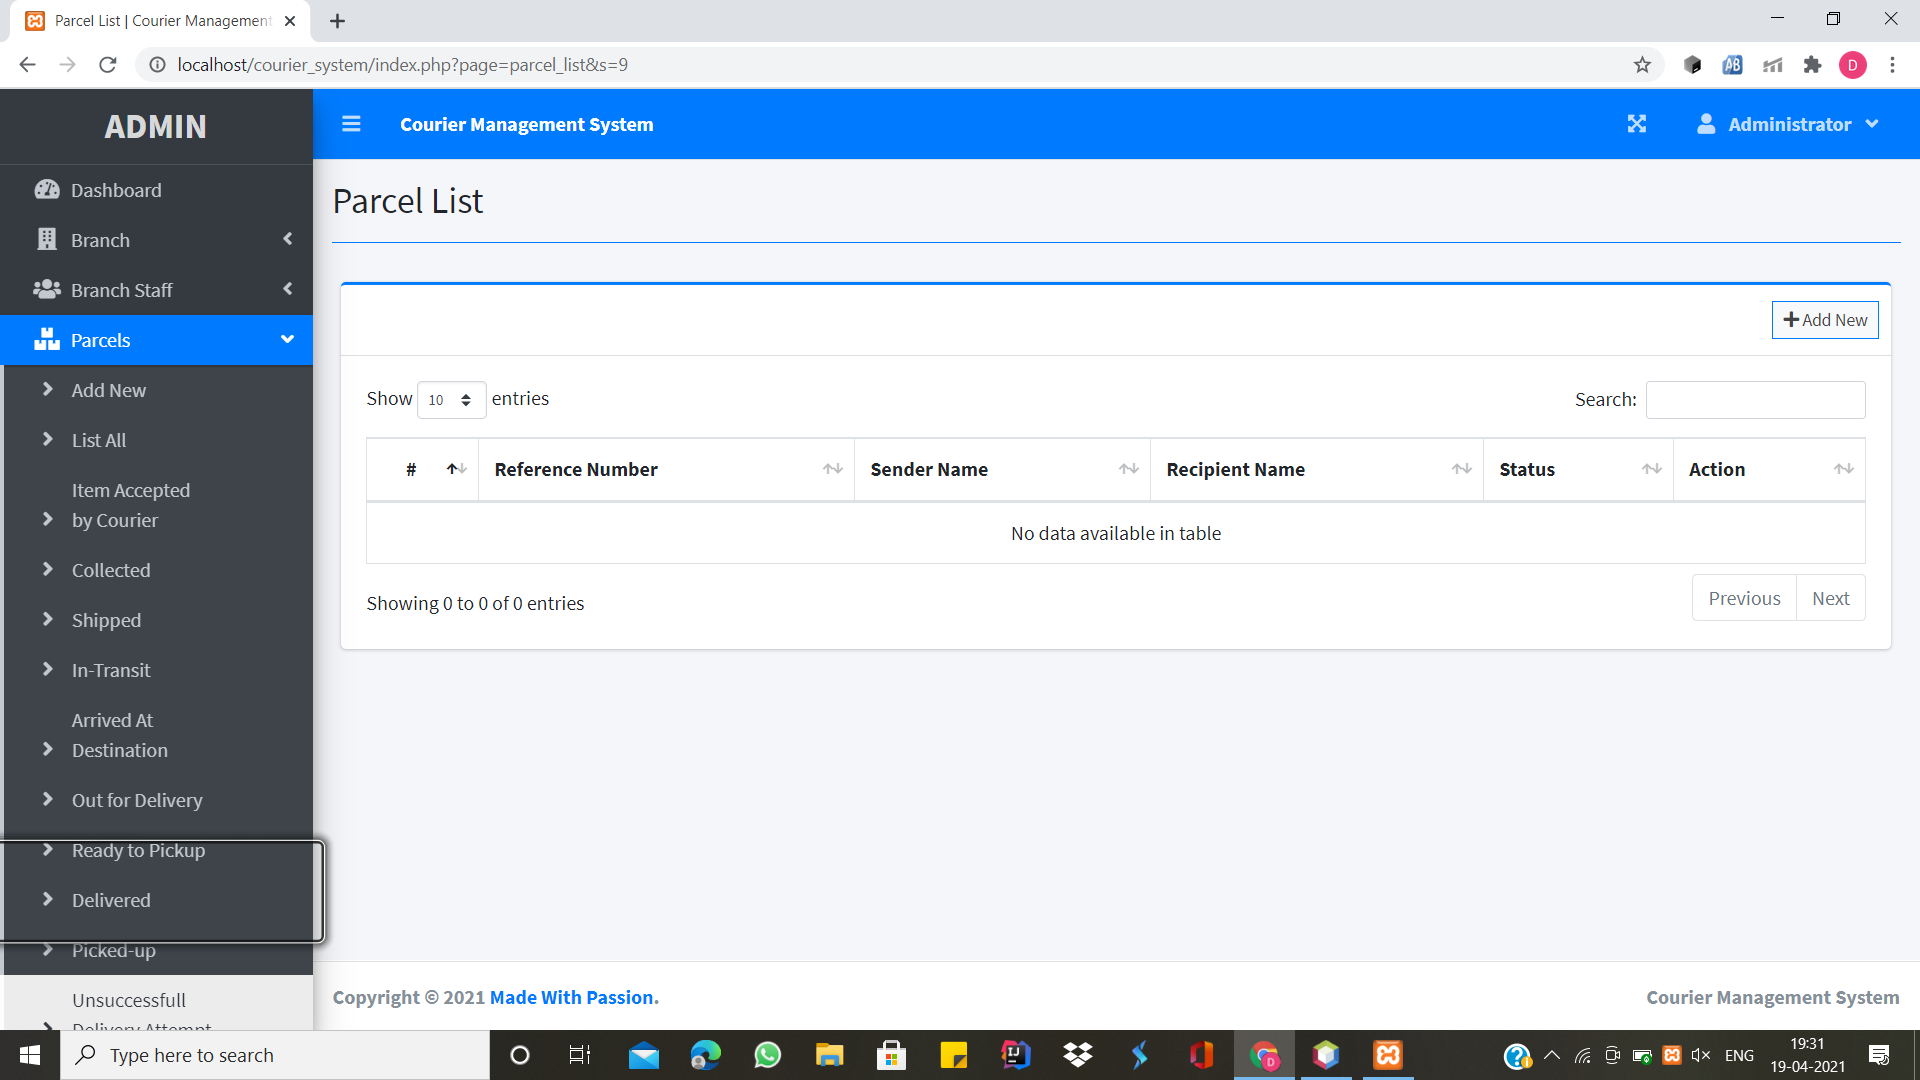 Parcel List | Courier Management
localhost/courier_system/index.php?page=parcel_list&s=9
AB
D
ADMIN
Courier Management System
Administrator
Dashboard
Branch
Branch Staff
Parcels
Add New
List All
Item Accepted
by Courier
Collected
Shipped
In-Transit
Arrived At
Destination
Out for Delivery
Ready to Pickup
Delivered
Picked-up
Unsuccessfull
Delivery Attempt
Parcel List
Add New
Show 10 entries
Search:
# Reference Number Sender Name Recipient Name Status Action
No data available in table
Showing 0 to 0 of 0 entries
Previous Next
Copyright © 2021 Made With Passion.
Courier Management System
Type here to search
ENG
19:31
19-04-2021